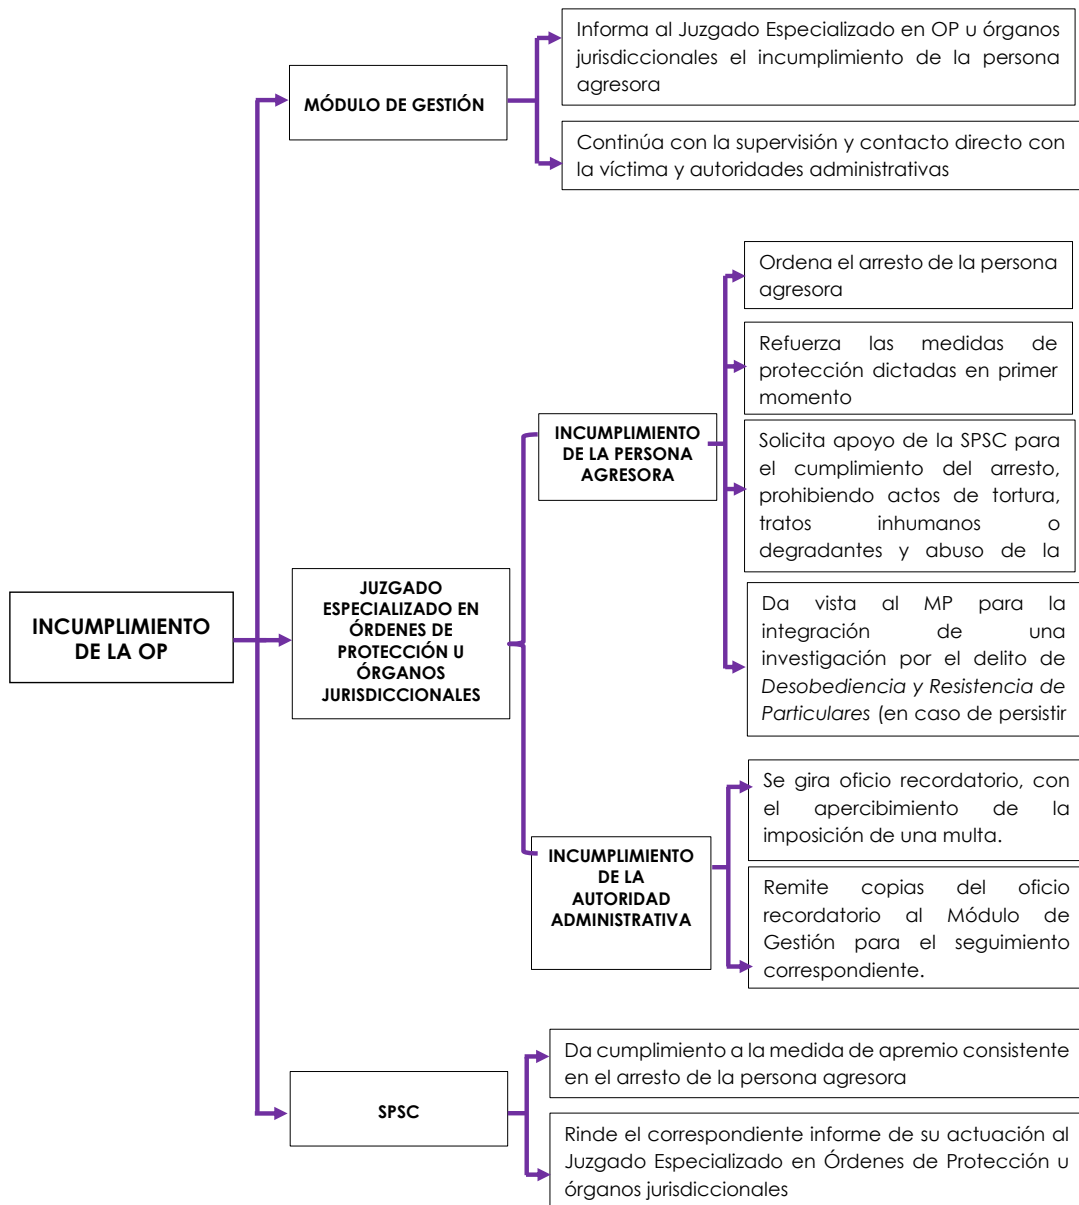 INCUMPLIMIENTO
DE LA OP
MÓDULO DE GESTIÓN
Informa al Juzgado Especializado en OP u órganos
jurisdiccionales el incumplimiento de la persona
agresora
Continúa con la supervisión y contacto directo con
la víctima y autoridades administrativas
JUZGADO
ESPECIALIZADO EN
ÓRDENES DE
PROTECCIÓN U
ÓRGANOS
JURISDICCIONALES
INCUMPLIMIENTO
DE LA PERSONA
AGRESORA
Ordena el arresto de la persona
agresora
Refuerza las medidas de
protección dictadas en primer
momento
Solicita apoyo de la SPSC para
el cumplimiento del arresto,
prohibiendo actos de tortura,
tratos inhumanos o
degradantes y abuso de la
Da vista al MP para la
integración de una
investigación por el delito de
Desobediencia y Resistencia de
Particulares (en caso de persistir
INCUMPLIMIENTO
DE LA
AUTORIDAD
ADMINISTRATIVA
Se gira oficio recordatorio, con
el apercibimiento de la
imposición de una multa.
Remite copias del oficio
recordatorio al Módulo de
Gestión para el seguimiento
correspondiente.
SPSC
Da cumplimiento a la medida de apremio consistente
en el arresto de la persona agresora
Rinde el correspondiente informe de su actuación al
Juzgado Especializado en Órdenes de Protección u
órganos jurisdiccionales